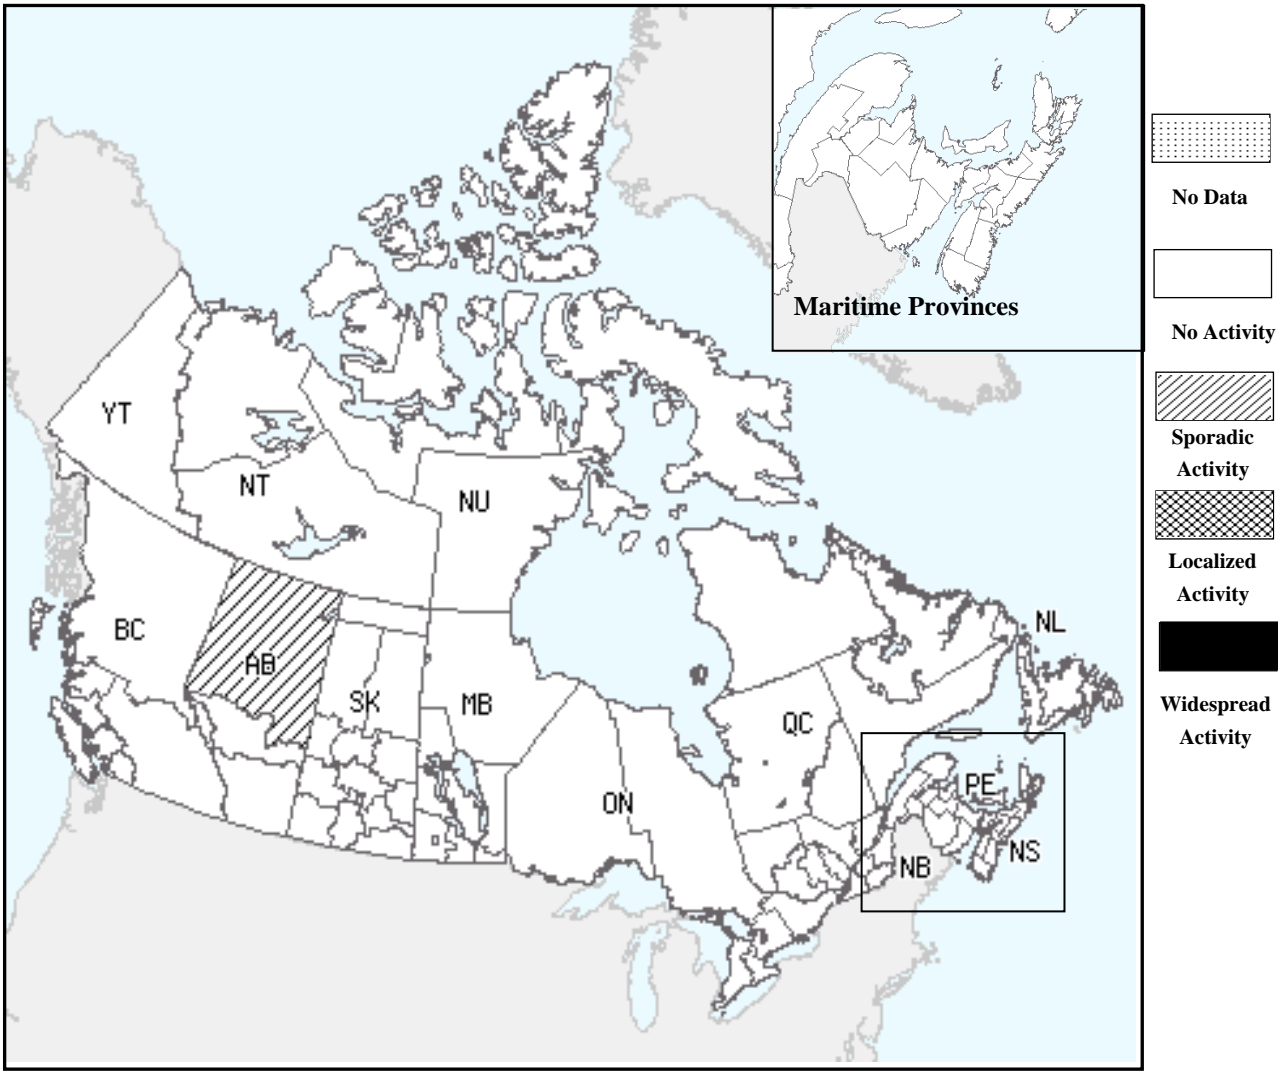 Maritime Provinces
YT
NT
NU
BC
AB
SK
MB
ON
QC
NL
PE
NB
NS
No Data
No Activity
Sporadic
Activity
Localized
Activity
Widespread
Activity